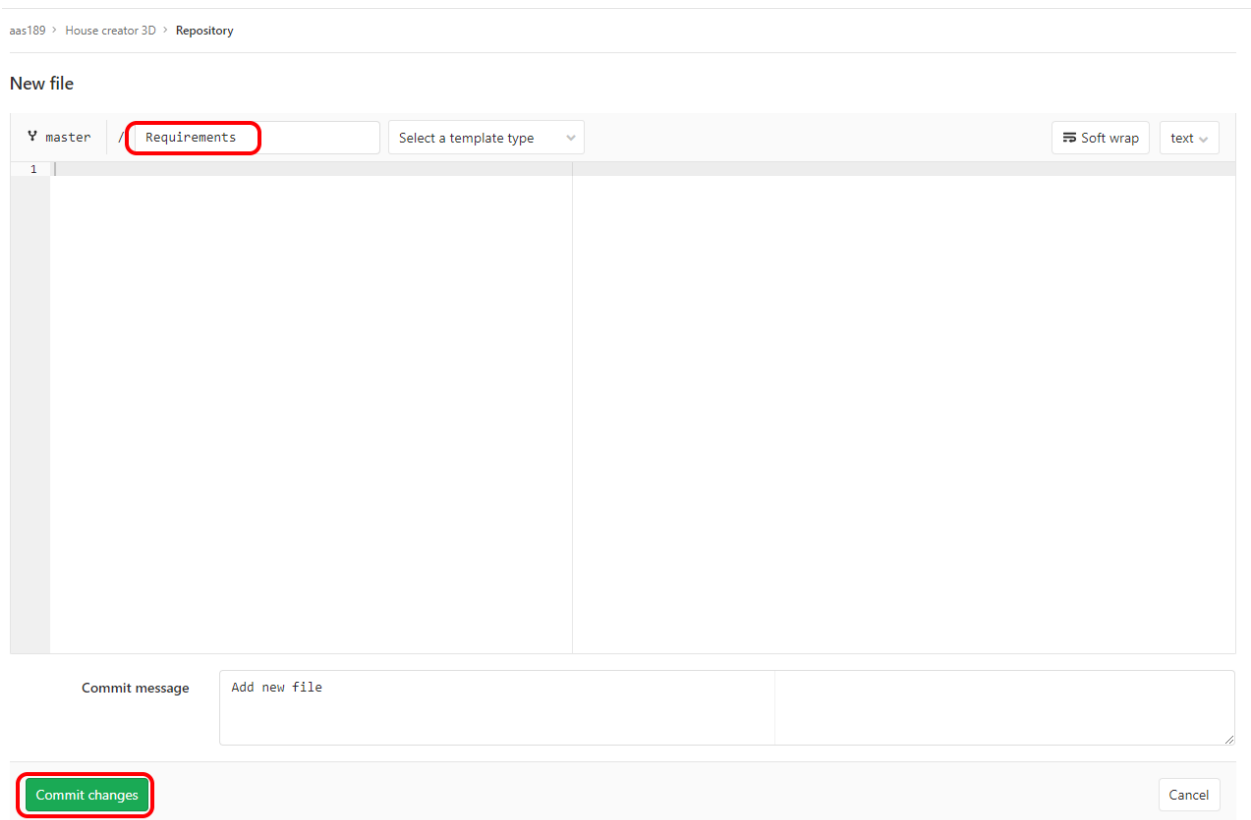 aas189 > House creator 3D > Repository
New file
master / Requirements Select a template type Soft wrap text
1
Commit message Add new file
Commit changes Cancel